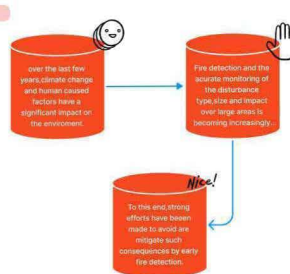 over the last few
years,climate change
and human caused
factors have a
significant impact on
the enviroment.
Fire detection and the
acurate monitoring of
the disturbance
type,size and impact
over large areas is
becoming increasingly...
Nice!
To this end,strong
efforts have been
made to avoid are
mitigate such
consequences by early
fire detection.